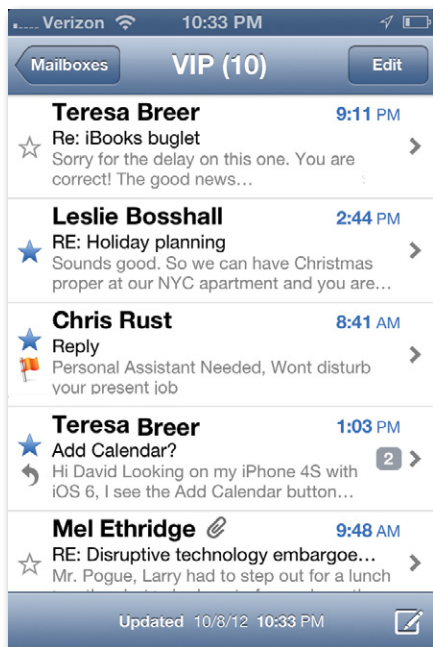 Verizon 10:33 PM
Mailboxes VIP (10) Edit
Teresa Breer 9:11 PM
Re: iBooks buglet
Sorry for the delay on this one. You are
correct! The good news…
Leslie Bosshall 2:44 PM
RE: Holiday planning
Sounds good. So we can have Christmas
proper at our NYC apartment and you are…
Chris Rust 8:41 AM
Reply
Personal Assistant Needed, Wont disturb
your present job
Teresa Breer 1:03 PM
Add Calendar?
Hi David Looking on my iPhone 4S with 2
iOS 6, I see the Add Calendar button…
Mel Ethridge 9:48 AM
RE: Disruptive technology embargoe…
Mr. Pogue, Larry had to step out for a lunch
Updated 10/8/12 10:33 PM